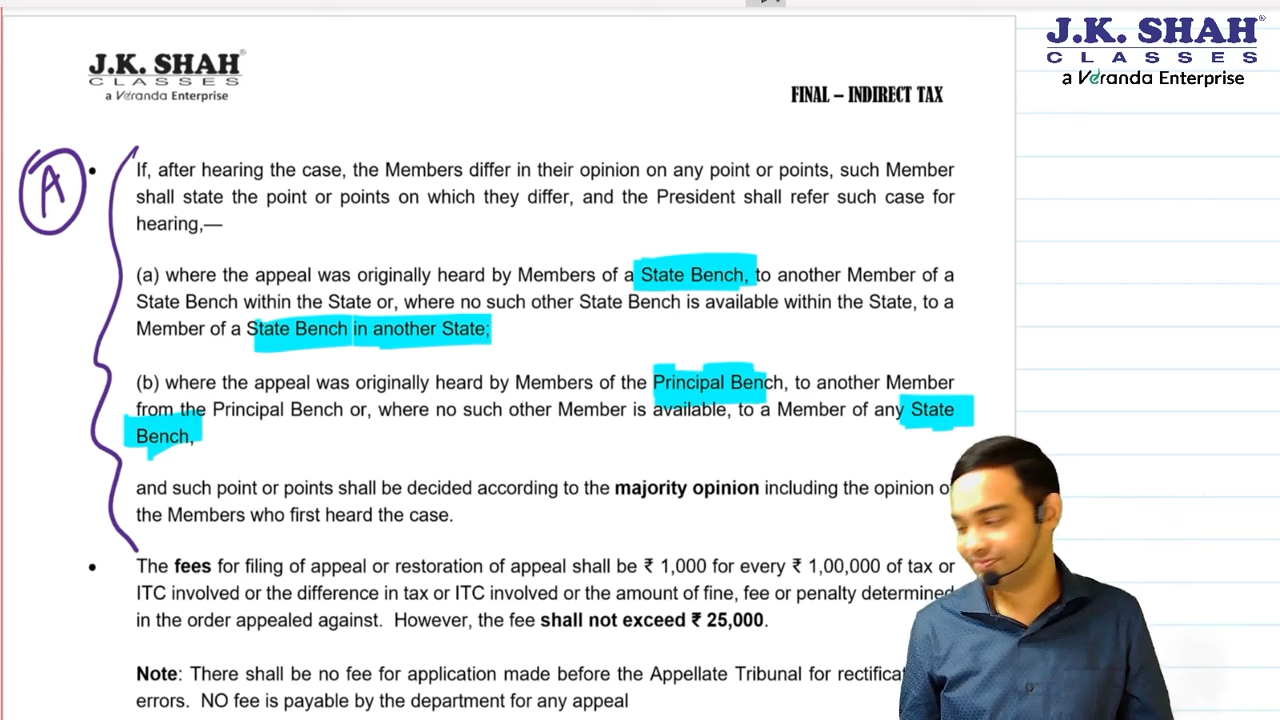 J.K. SHAH®
CLASSES
a Veranda Enterprise
J.K. SHAH®
CLASSES
a Veranda Enterprise
FINAL – INDIRECT TAX
A
• If, after hearing the case, the Members differ in their opinion on any point or points, such Member
shall state the point or points on which they differ, and the President shall refer such case for
hearing,—
(a) where the appeal was originally heard by Members of a State Bench, to another Member of a
State Bench within the State or, where no such other State Bench is available within the State, to a
Member of a State Bench in another State;
(b) where the appeal was originally heard by Members of the Principal Bench, to another Member
from the Principal Bench or, where no such other Member is available, to a Member of any State
Bench,
and such point or points shall be decided according to the majority opinion including the opinion of
the Members who first heard the case.
• The fees for filing of appeal or restoration of appeal shall be ₹ 1,000 for every ₹ 1,00,000 of tax or
ITC involved or the difference in tax or ITC involved or the amount of fine, fee or penalty determined
in the order appealed against. However, the fee shall not exceed ₹ 25,000.
Note: There shall be no fee for application made before the Appellate Tribunal for
errors. NO fee is payable by the department for any appeal